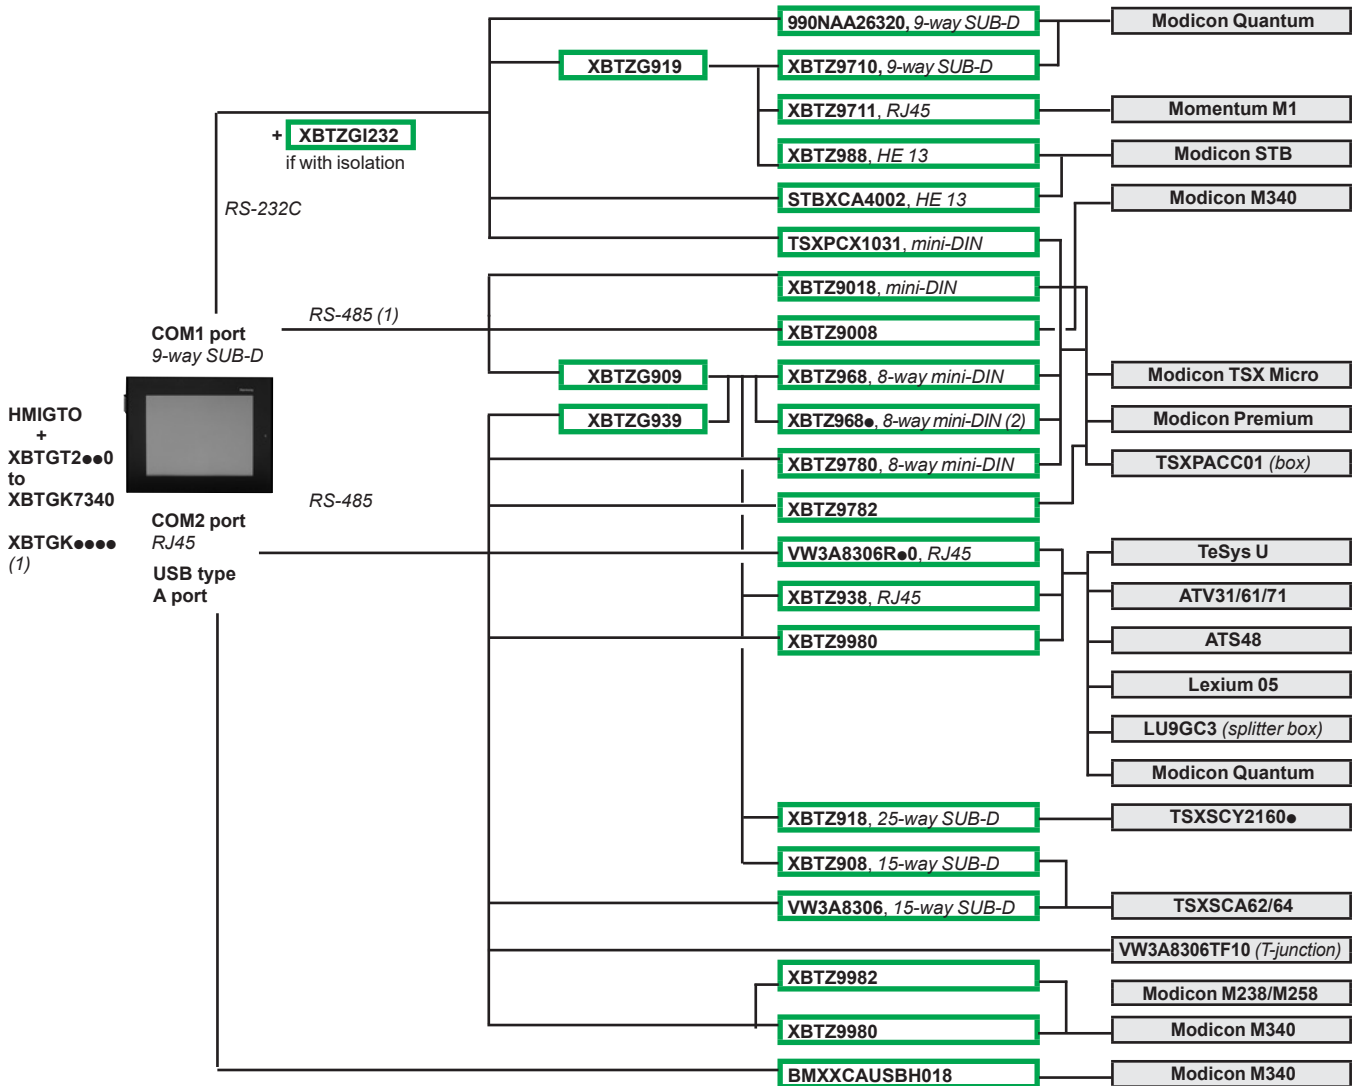 990NAA26320, 9-way SUB-D
Modicon Quantum
XBTZG919
XBTZ9710, 9-way SUB-D
XBTZ9711, RJ45
Momentum M1
+ XBTZGI232
if with isolation
XBTZ988, HE 13
Modicon STB
RS-232C
STBXCA4002, HE 13
Modicon M340
TSXPCX1031, mini-DIN
XBTZ9018, mini-DIN
RS-485 (1)
XBTZ9008
COM1 port
9-way SUB-D
XBTZG909
XBTZ968, 8-way mini-DIN
Modicon TSX Micro
HMIGTO
+
XBTGT2●●0
to
XBTGK7340
XBTGK●●●●
(1)
XBTZG939
XBTZ968●, 8-way mini-DIN (2)
Modicon Premium
XBTZ9780, 8-way mini-DIN
TSXPACC01 (box)
RS-485
XBTZ9782
COM2 port
RJ45
USB type
A port
VW3A8306R●0, RJ45
TeSys U
XBTZ938, RJ45
ATV31/61/71
XBTZ9980
ATS48
Lexium 05
LU9GC3 (splitter box)
Modicon Quantum
XBTZ918, 25-way SUB-D
TSXSCY2160●
XBTZ908, 15-way SUB-D
VW3A8306, 15-way SUB-D
TSXSCA62/64
VW3A8306TF10 (T-junction)
XBTZ9982
Modicon M238/M258
XBTZ9980
Modicon M340
BMXXCAUSBH018
Modicon M340